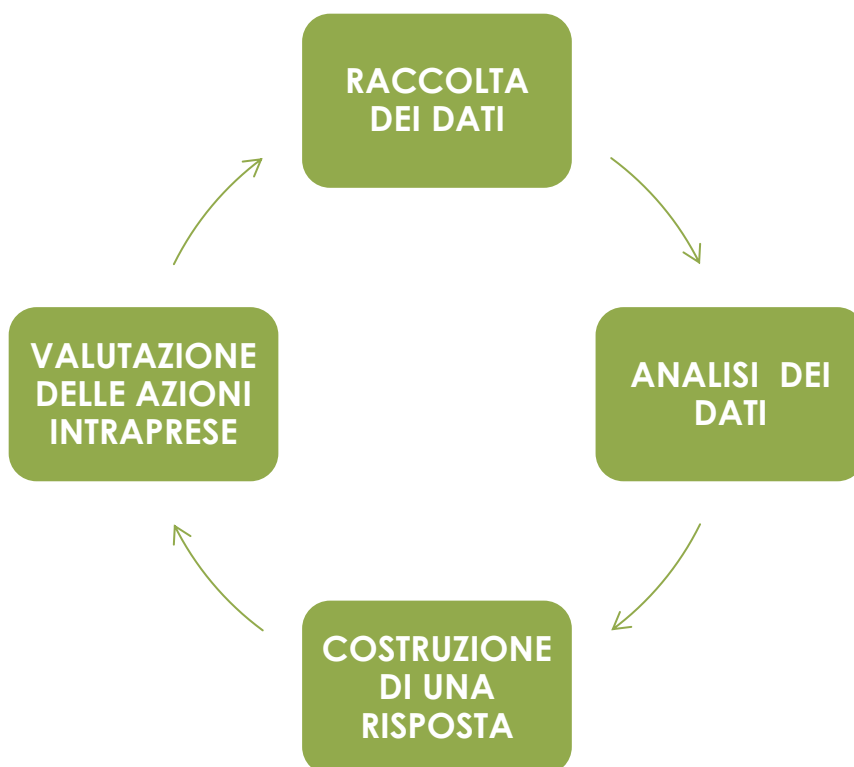 RACCOLTA
DEI DATI
ANALISI DEI
DATI
COSTRUZIONE
DI UNA
RISPOSTA
VALUTAZIONE
DELLE AZIONI
INTRAPRESE